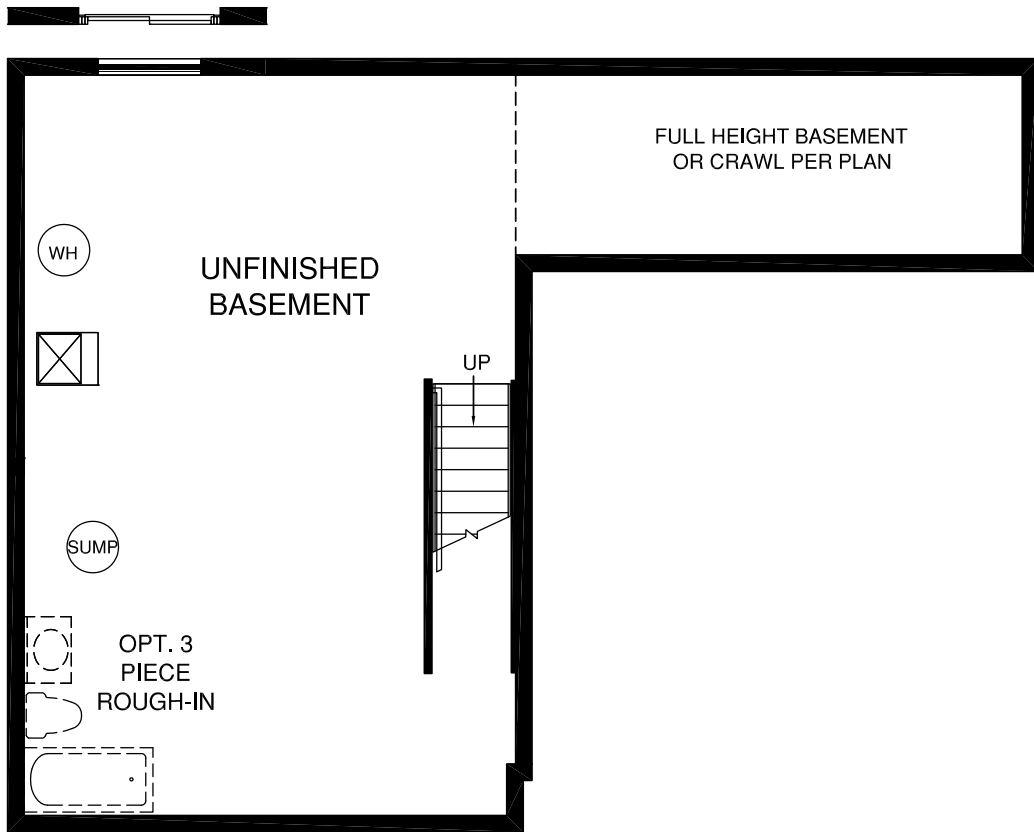 FULL HEIGHT BASEMENT
OR CRAWL PER PLAN
WH
UNFINISHED
BASEMENT
UP
SUMP
OPT. 3
PIECE
ROUGH-IN